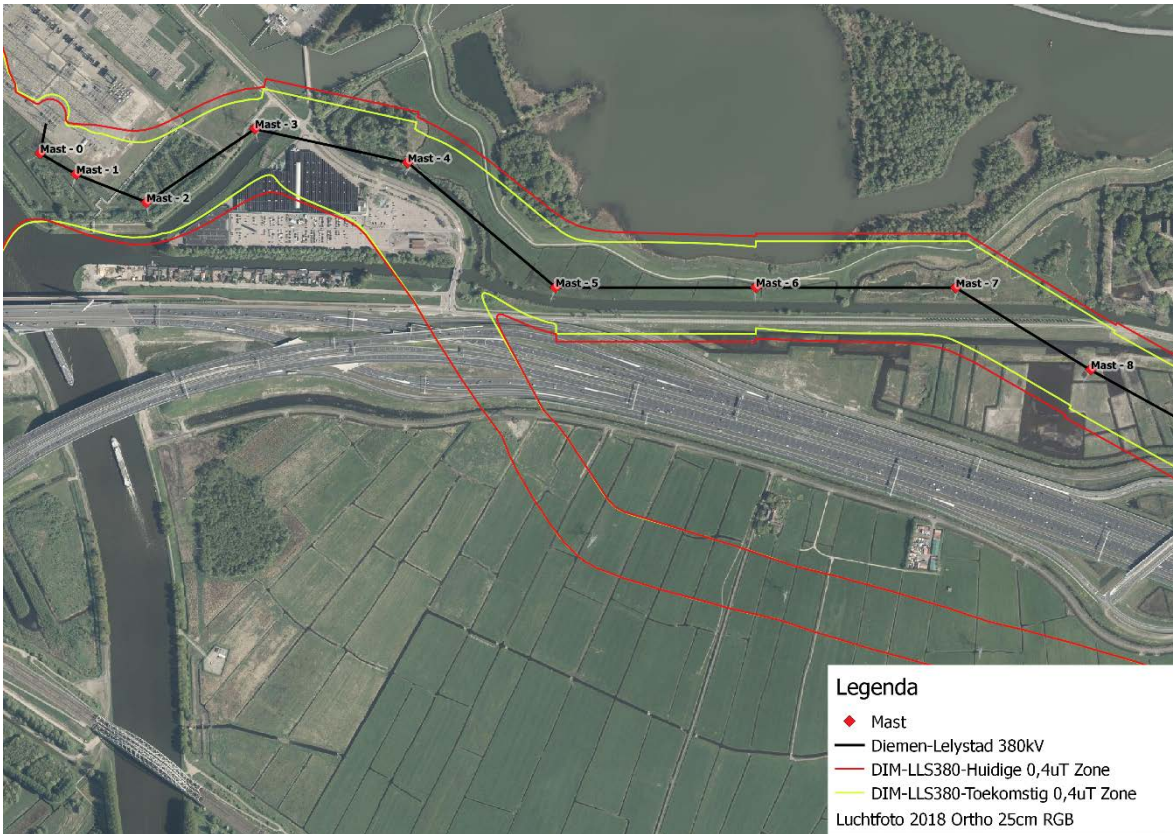 Mast - 0
Mast - 1
Mast - 2
Mast - 3
Mast - 4
Mast - 5
Mast - 6
Mast - 7
Mast - 8
Legenda
Mast
Diemen-Lelystad 380kV
DIM-LLS380-Huidige 0,4uT Zone
DIM-LLS380-Toekomstig 0,4uT Zone
Luchtfoto 2018 Ortho 25cm RGB